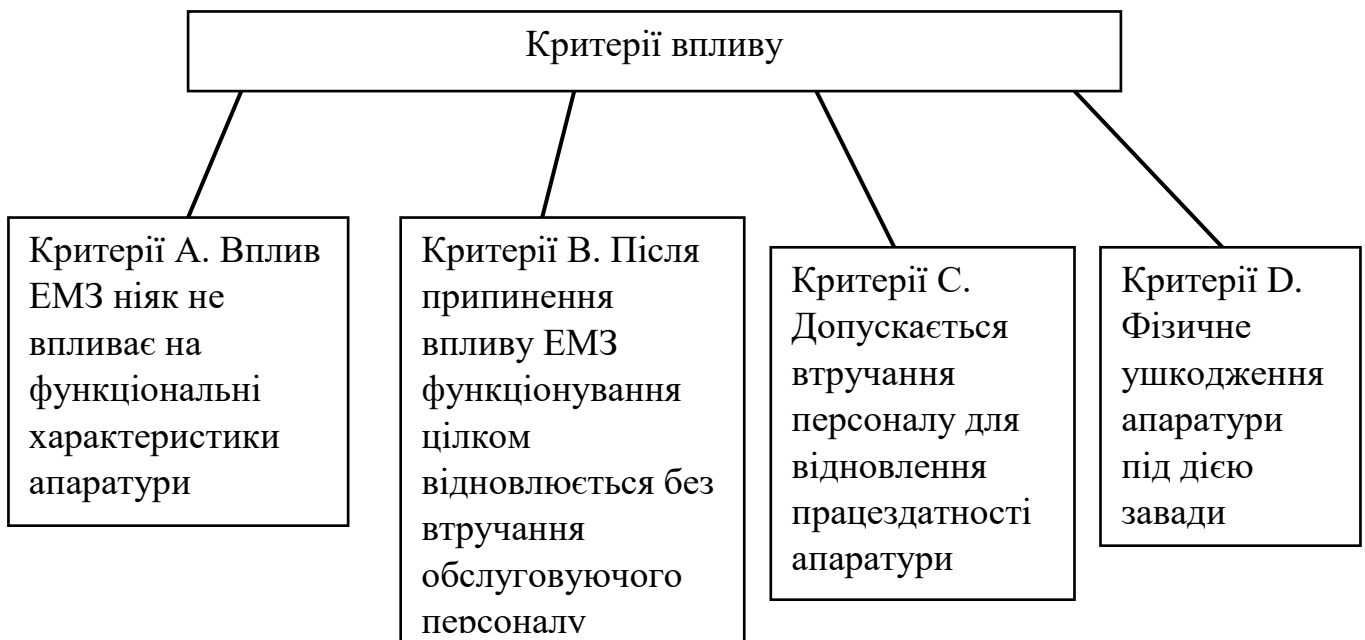 Критерії впливу
Критерії А. Вплив
ЕМЗ ніяк не
впливає на
функціональні
характеристики
апаратури
Критерії В. Після
припинення
впливу ЕМЗ
функціонування
цілком
відновлюється без
втручання
обслуговуючого
персоналу
Критерії С.
Допускається
втручання
персоналу для
відновлення
працездатності
апаратури
Критерії D.
Фізичне
ушкодження
апаратури
під дією
завади